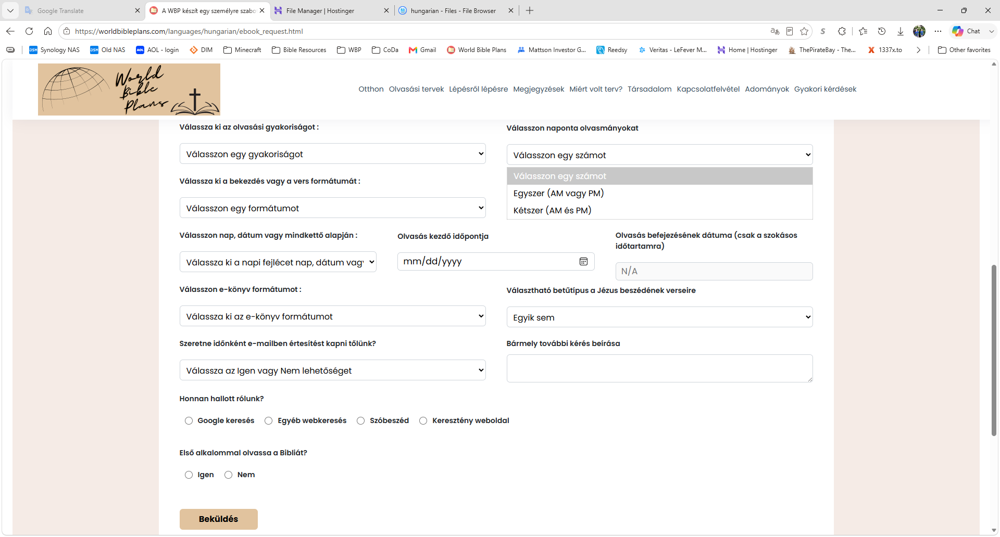 Google Translate
A WBP készít egy személyre szabo
File Manager | Hostinger
hungarian - Files - File Browser
https://worldbibleplans.com/languages/hungarian/ebook_request.html
Chat
Synology NAS
Old NAS
AOL - login
DIM
Minecraft
Bible Resources
WBP
CoDa
Gmail
World Bible Plans
Mattson Investor G...
Reedsy
Veritas - LeFever M...
Home | Hostinger
ThePirateBay - The...
1337x.to
Other favorites
World
Bible
Plans
Otthon Olvasási tervek Lépésről lépésre Megjegyzések Miért volt terv? Társadalom Kapcsolatfelvétel Adományok Gyakori kérdések
Válassza ki az olvasási gyakoriságot :
Válasszon egy gyakoriságot
Válasszon naponta olvasmányokat
Válasszon egy számot
Válasszon egy számot
Egyszer (AM vagy PM)
Kétszer (AM és PM)
Válassza ki a bekezdés vagy a vers formátumát :
Válasszon egy formátumot
Válasszon nap, dátum vagy mindkettő alapján :
Válassza ki a napi fejlécet nap, dátum vagy
Olvasás kezdő időpontja
mm/dd/yyyy
Olvasás befejezésének dátuma (csak a szokásos
időtartamra)
N/A
Válasszon e-könyv formátumot :
Válassza ki az e-könyv formátumot
Választható betűtípus a Jézus beszédének verseire
Egyik sem
Szeretne időnként e-mailben értesítést kapni tőlünk?
Válassza az Igen vagy Nem lehetőséget
Bármely további kérés beírása
Honnan hallott rólunk?
Google keresés Egyéb webkeresés Szóbeszéd Keresztény weboldal
Első alkalommal olvassa a Bibliát?
Igen Nem
Beküldés